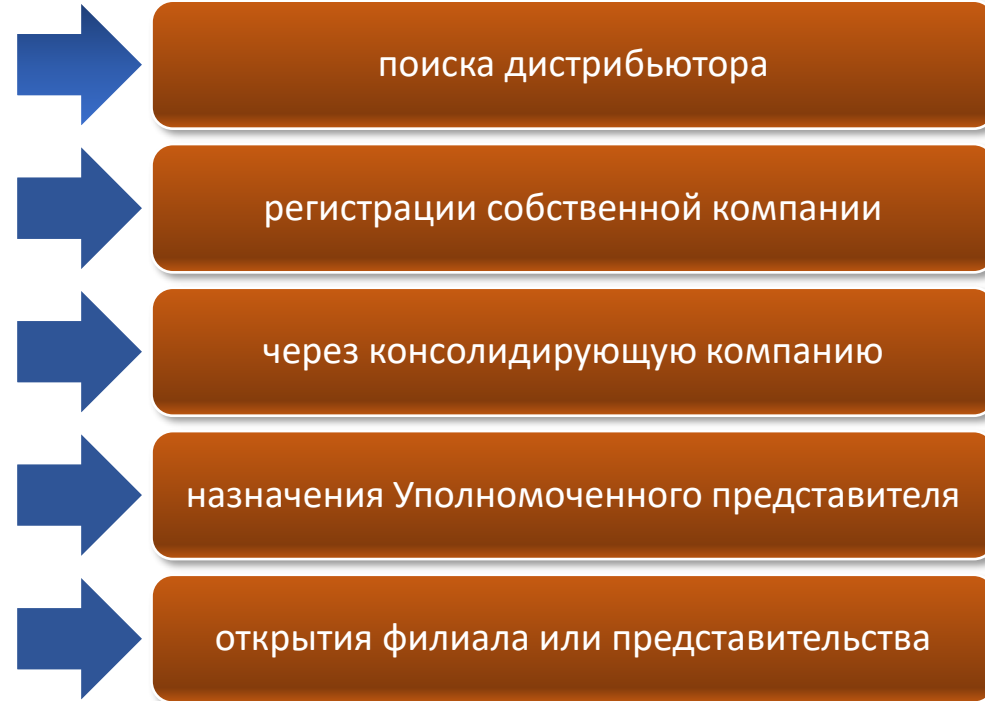 поиска дистрибьютора
регистрации собственной компании
через консолидирующую компанию
назначения Уполномоченного представителя
открытия филиала или представительства